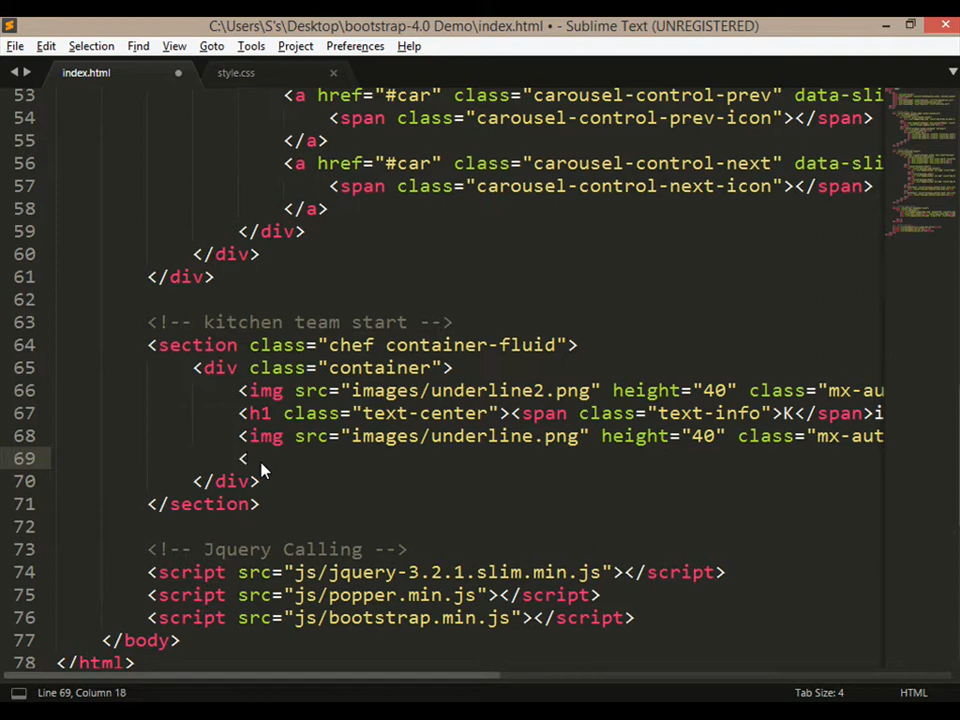 C:\Users\S's\Desktop\bootstrap-4.0 Demo\index.html • - Sublime Text (UNREGISTERED)
File Edit Selection Find View Goto Tools Project Preferences Help
index.html style.css
53 <a href="#car" class="carousel-control-prev" data-sli
54 <span class="carousel-control-prev-icon"></span>
55 </a>
56 <a href="#car" class="carousel-control-next" data-sli
57 <span class="carousel-control-next-icon"></span>
58 </a>
59 </div>
60 </div>
61 </div>
62
63 <!-- kitchen team start -->
64 <section class="chef container-fluid">
65 <div class="container">
66 <img src="images/underline2.png" height="40" class="mx-au
67 <h1 class="text-center"><span class="text-info">K</span>i
68 <img src="images/underline.png" height="40" class="mx-aut
69 <
70 </div>
71 </section>
72
73 <!-- Jquery Calling -->
74 <script src="js/jquery-3.2.1.slim.min.js"></script>
75 <script src="js/popper.min.js"></script>
76 <script src="js/bootstrap.min.js"></script>
77 </body>
78 </html>
Line 69, Column 18 Tab Size: 4 HTML